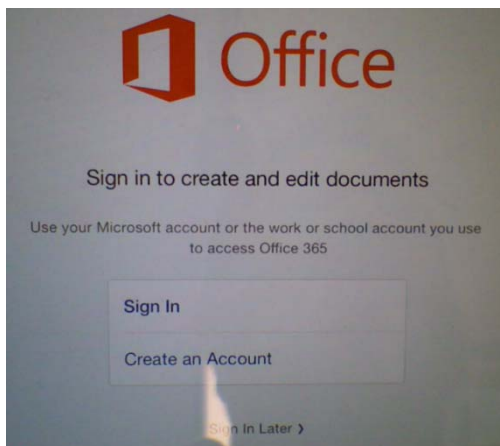 Office
Sign in to create and edit documents
Use your Microsoft account or the work or school account you use
to access Office 365
Sign In
Create an Account
Sign In Later ›